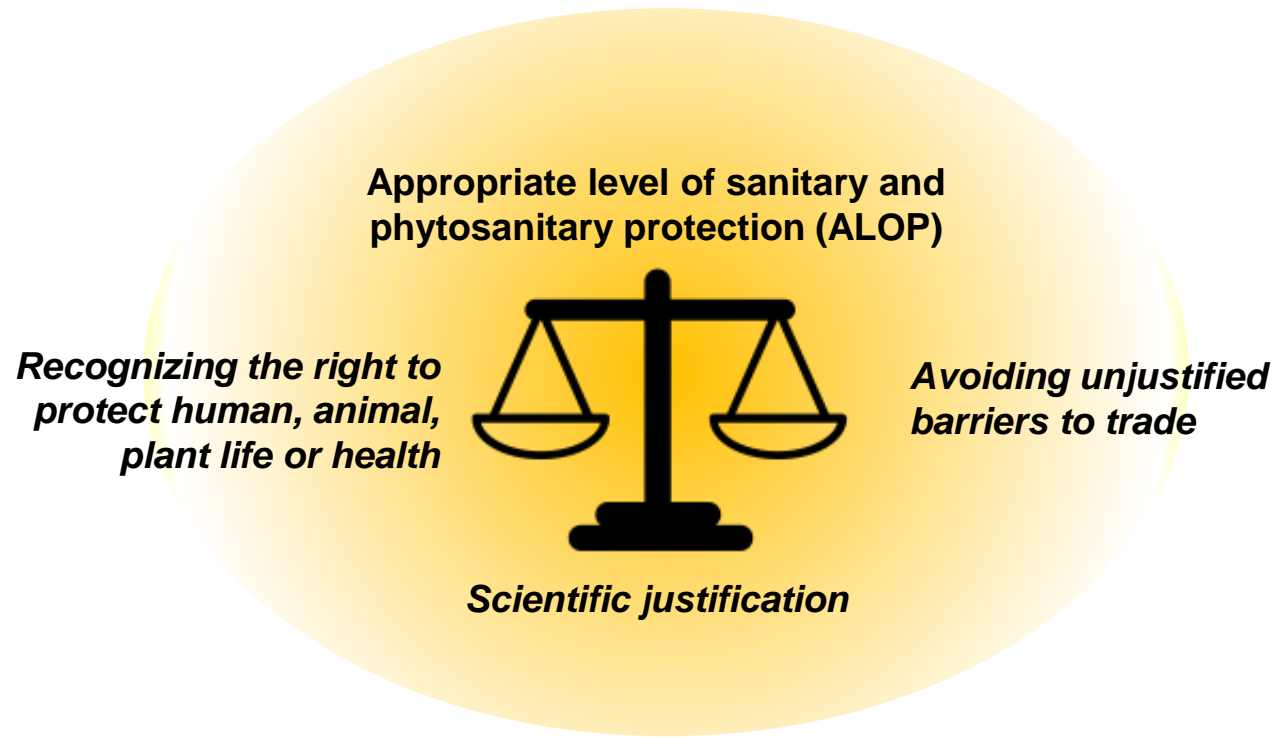 Appropriate level of sanitary and
phytosanitary protection (ALOP)
Recognizing the right to
protect human, animal,
plant life or health
Avoiding unjustified
barriers to trade
Scientific justification